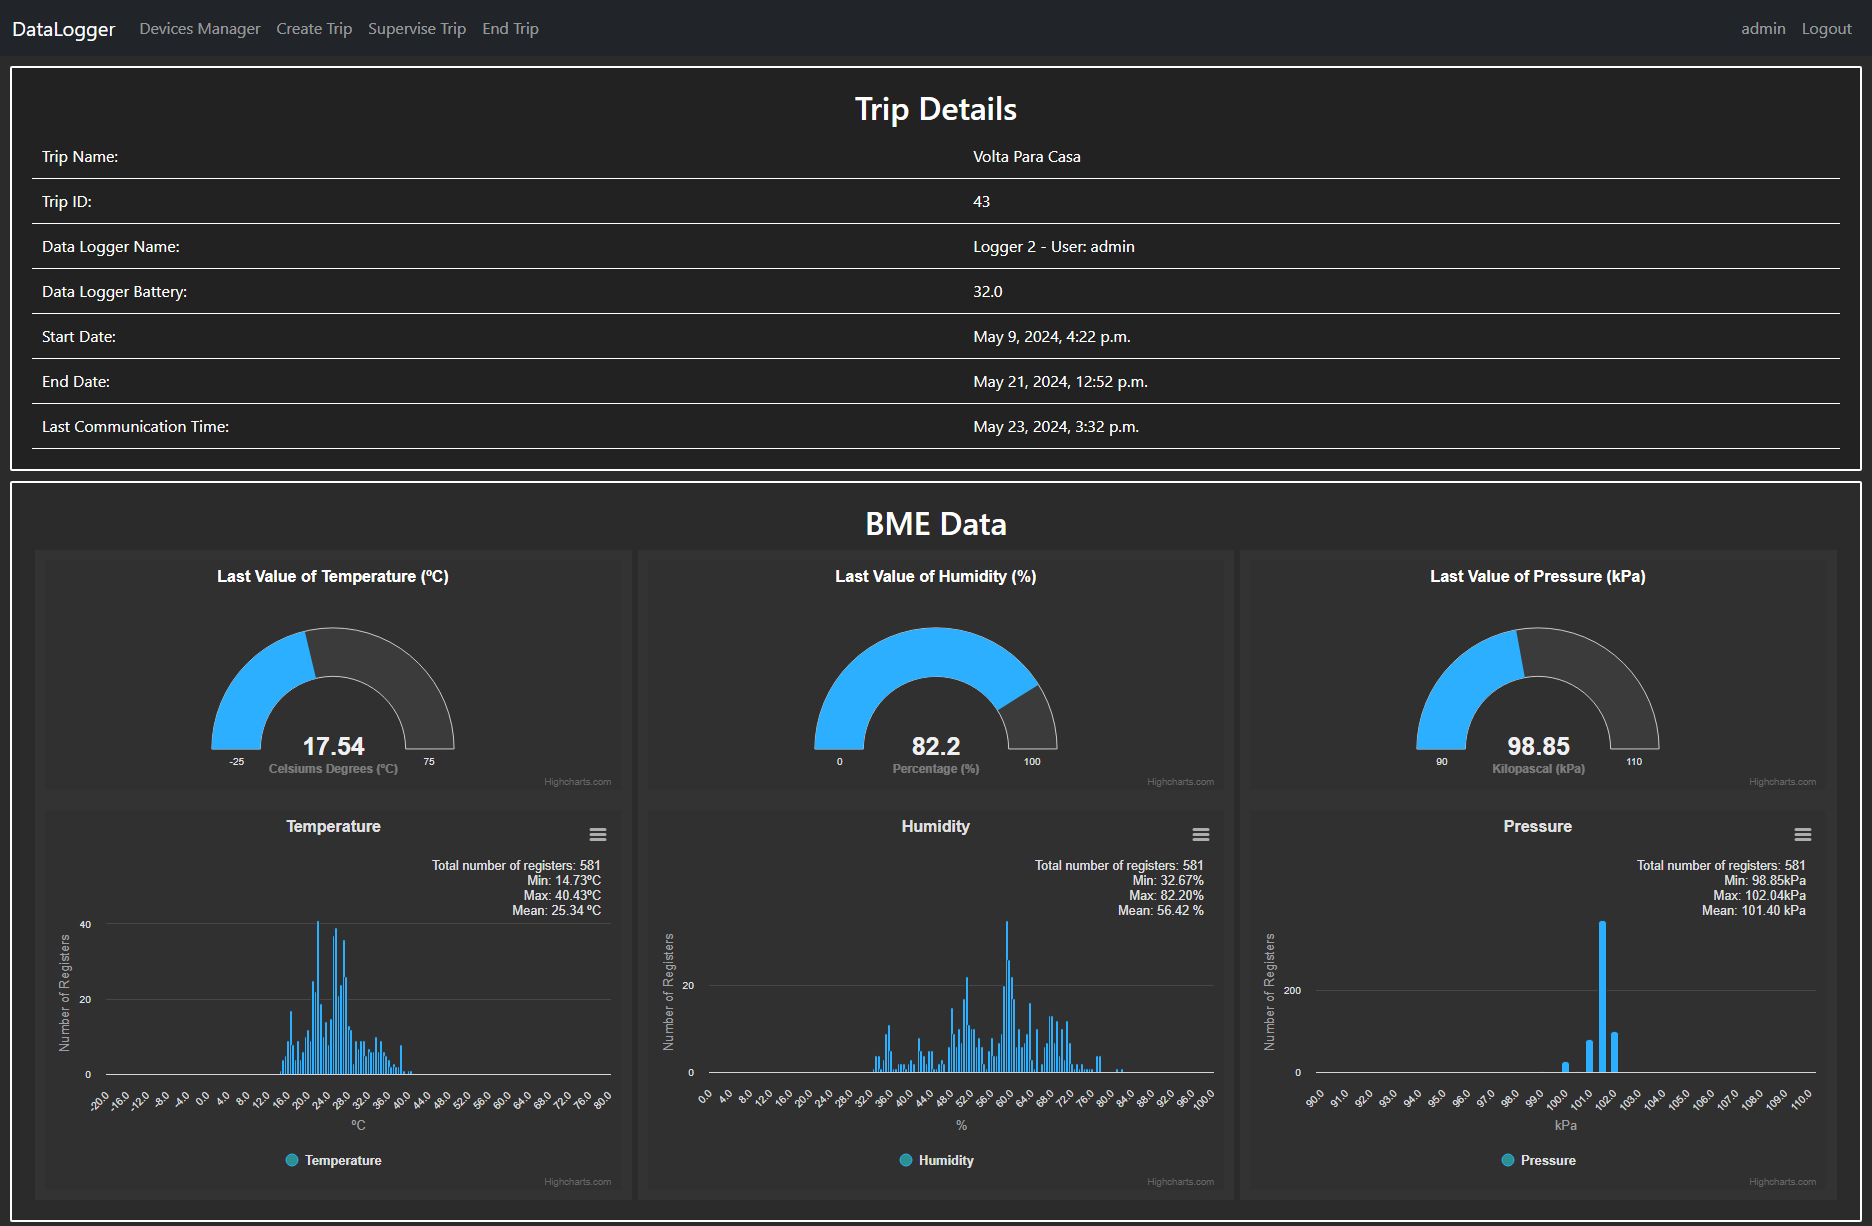 DataLogger Devices Manager Create Trip Supervise Trip End Trip admin Logout
Trip Details
Trip Name: Volta Para Casa
Trip ID: 43
Data Logger Name: Logger 2 - User: admin
Data Logger Battery: 32.0
Start Date: May 9, 2024, 4:22 p.m.
End Date: May 21, 2024, 12:52 p.m.
Last Communication Time: May 23, 2024, 3:32 p.m.
BME Data
Last Value of Temperature (ºC)
17.54
-25 Celsiums Degrees (ºC) 75
Highcharts.com
Last Value of Humidity (%)
82.2
0 Percentage (%) 100
Highcharts.com
Last Value of Pressure (kPa)
98.85
90 Kilopascal (kPa) 110
Highcharts.com
Temperature
Total number of registers: 581
Min: 14.73ºC
Max: 40.43ºC
Mean: 25.34 ºC
Number of Registers
40
20
0
-20.0 -16.0 -12.0 -8.0 -4.0 0.0 4.0 8.0 12.0 16.0 20.0 24.0 28.0 32.0 36.0 40.0 44.0 48.0 52.0 56.0 60.0 64.0 68.0 72.0 76.0 80.0
ºC
Temperature
Highcharts.com
Humidity
Total number of registers: 581
Min: 32.67%
Max: 82.20%
Mean: 56.42 %
Number of Registers
20
0
0.0 4.0 8.0 12.0 16.0 20.0 24.0 28.0 32.0 36.0 40.0 44.0 48.0 52.0 56.0 60.0 64.0 68.0 72.0 76.0 80.0 84.0 88.0 92.0 96.0 100.0
%
Humidity
Highcharts.com
Pressure
Total number of registers: 581
Min: 98.85kPa
Max: 102.04kPa
Mean: 101.40 kPa
Number of Registers
200
0
90.0 91.0 92.0 93.0 94.0 95.0 96.0 97.0 98.0 99.0 100.0 101.0 102.0 103.0 104.0 105.0 106.0 107.0 108.0 109.0 110.0
kPa
Pressure
Highcharts.com